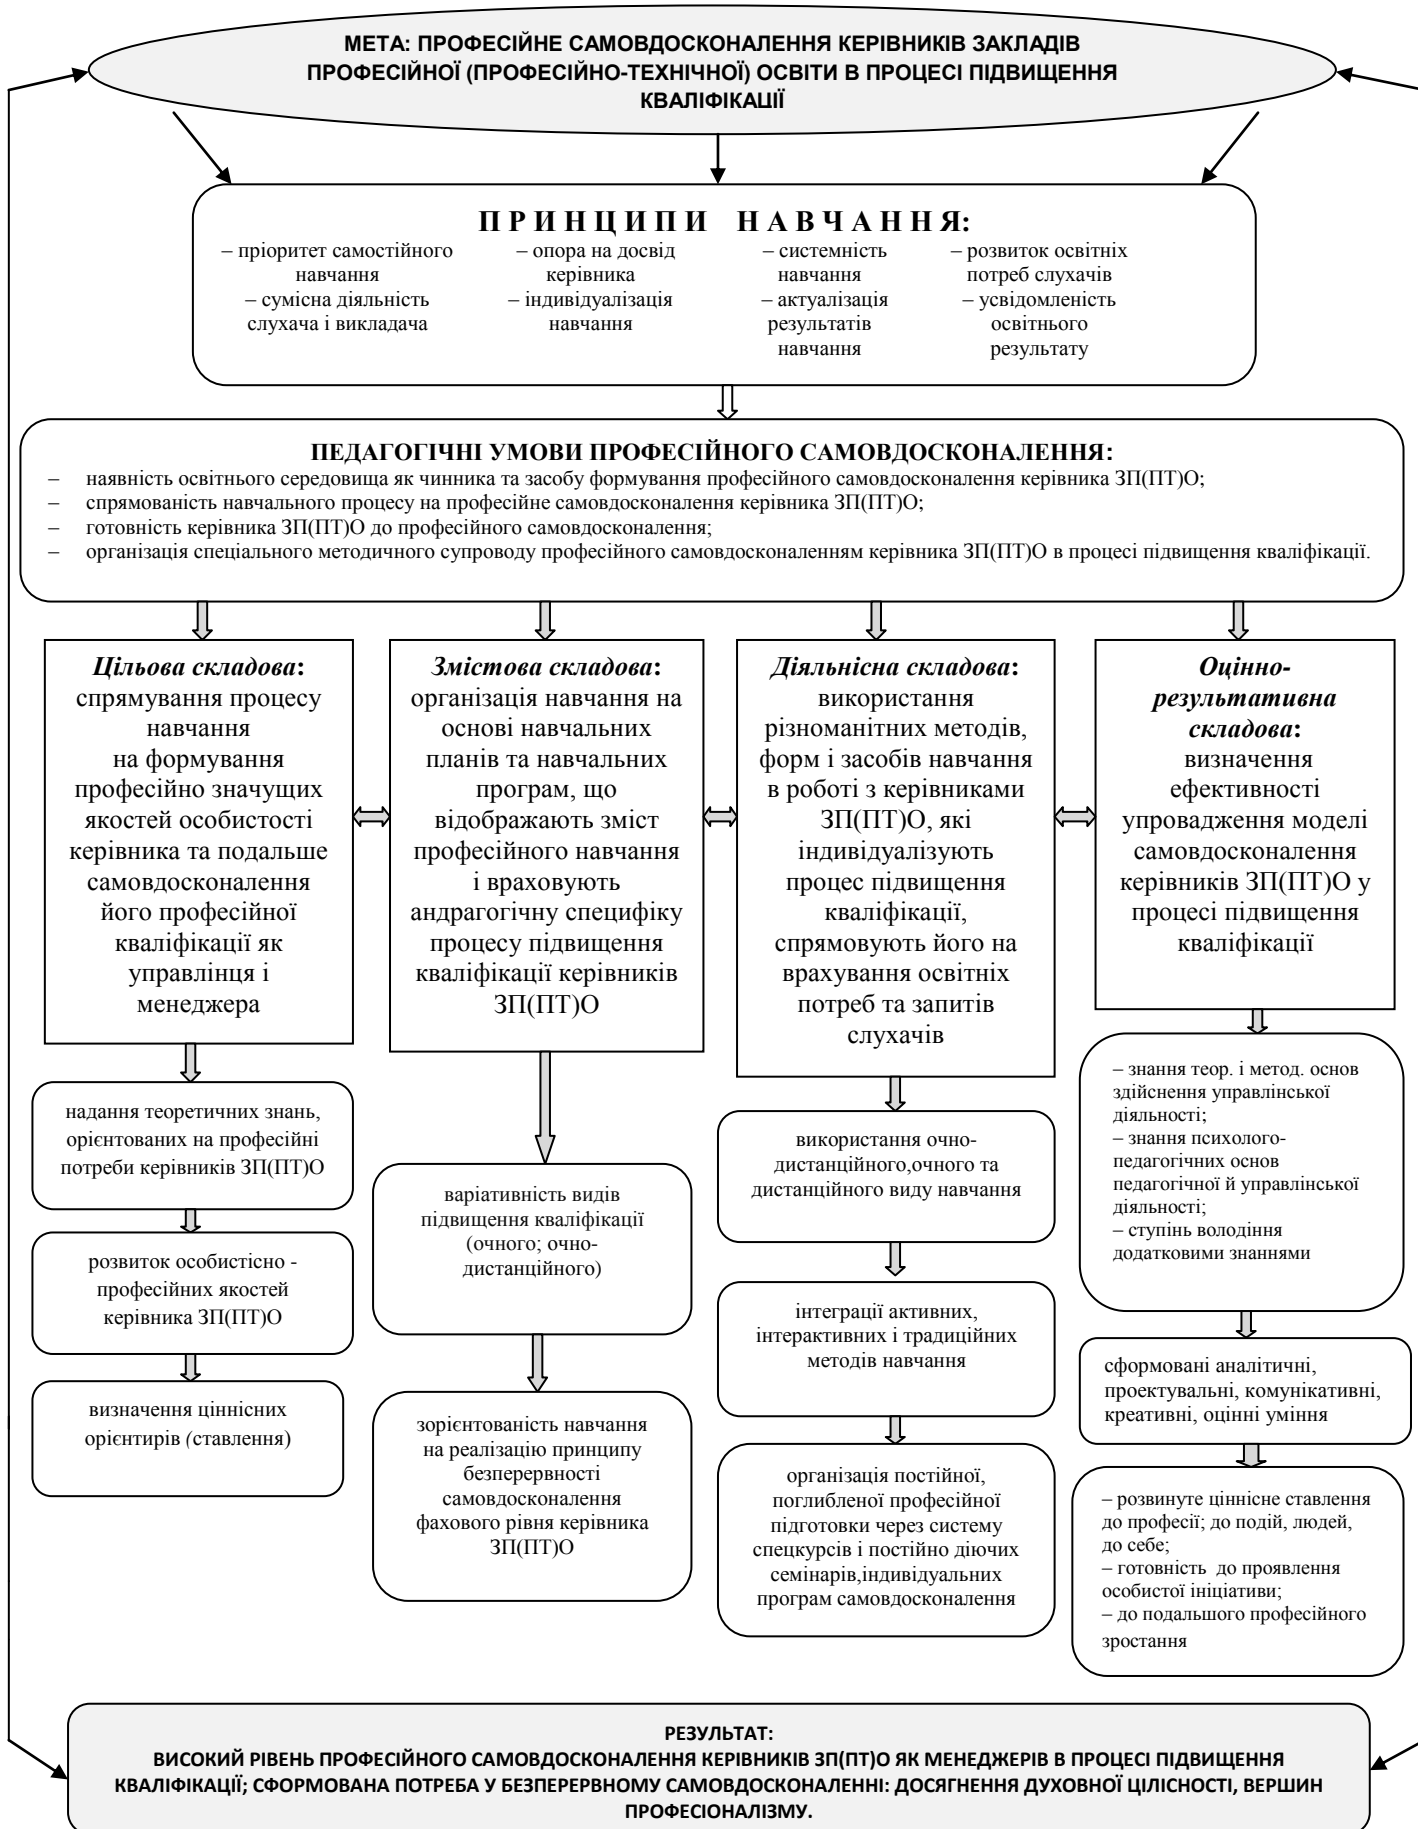 МЕТА: ПРОФЕСІЙНЕ САМОВДОСКОНАЛЕННЯ КЕРІВНИКІВ ЗАКЛАДІВ
ПРОФЕСІЙНОЇ (ПРОФЕСІЙНО-ТЕХНІЧНОЇ) ОСВІТИ В ПРОЦЕСІ ПІДВИЩЕННЯ
КВАЛІФІКАЦІЇ
П Р И Н Ц И П И Н А В Ч А Н Н Я:
– пріоритет самостійного
навчання
– сумісна діяльність
слухача і викладача
– опора на досвід
керівника
– індивідуалізація
навчання
– системність
навчання
– актуалізація
результатів
навчання
– розвиток освітніх
потреб слухачів
– усвідомленість
освітнього
результату
ПЕДАГОГІЧНІ УМОВИ ПРОФЕСІЙНОГО САМОВДОСКОНАЛЕННЯ:
– наявність освітнього середовища як чинника та засобу формування професійного самовдосконалення керівника ЗП(ПТ)О;
– спрямованість навчального процесу на професійне самовдосконалення керівника ЗП(ПТ)О;
– готовність керівника ЗП(ПТ)О до професійного самовдосконалення;
– організація спеціального методичного супроводу професійного самовдосконаленням керівника ЗП(ПТ)О в процесі підвищення кваліфікації.
Цільова складова:
спрямування процесу
навчання
на формування
професійно значущих
якостей особистості
керівника та подальше
самовдосконалення
його професійної
кваліфікації як
управлінця і
менеджера
Змістова складова:
організація навчання на
основі навчальних
планів та навчальних
програм, що
відображають зміст
професійного навчання
і враховують
андрагогічну специфіку
процесу підвищення
кваліфікації керівників
ЗП(ПТ)О
Діяльнісна складова:
використання
різноманітних методів,
форм і засобів навчання
в роботі з керівниками
ЗП(ПТ)О, які
індивідуалізують
процес підвищення
кваліфікації,
спрямовують його на
врахування освітніх
потреб та запитів
слухачів
Оцінно-
результативна
складова:
визначення
ефективності
упровадження моделі
самовдосконалення
керівників ЗП(ПТ)О у
процесі підвищення
кваліфікації
надання теоретичних знань,
орієнтованих на професійні
потреби керівників ЗП(ПТ)О
розвиток особистісно -
професійних якостей
керівника ЗП(ПТ)О
визначення ціннісних
орієнтирів (ставлення)
варіативність видів
підвищення кваліфікації
(очного; очно-
дистанційного)
зорієнтованість навчання
на реалізацію принципу
безперервності
самовдосконалення
фахового рівня керівника
ЗП(ПТ)О
використання очно-
дистанційного,очного та
дистанційного виду навчання
інтеграції активних,
інтерактивних і традиційних
методів навчання
організація постійної,
поглибленої професійної
підготовки через систему
спецкурсів і постійно діючих
семінарів,індивідуальних
програм самовдосконалення
– знання теор. і метод. основ
здійснення управлінської
діяльності;
– знання психолого-
педагогічних основ
педагогічної й управлінської
діяльності;
– ступінь володіння
додатковими знаннями
сформовані аналітичні,
проектувальні, комунікативні,
креативні, оцінні уміння
– розвинуте ціннісне ставлення
до професії; до подій, людей,
до себе;
– готовність до проявлення
особистої ініціативи;
– до подальшого професійного
зростання
РЕЗУЛЬТАТ:
ВИСОКИЙ РІВЕНЬ ПРОФЕСІЙНОГО САМОВДОСКОНАЛЕННЯ КЕРІВНИКІВ ЗП(ПТ)О ЯК МЕНЕДЖЕРІВ В ПРОЦЕСІ ПІДВИЩЕННЯ
КВАЛІФІКАЦІЇ; СФОРМОВАНА ПОТРЕБА У БЕЗПЕРЕРВНОМУ САМОВДОСКОНАЛЕННІ: ДОСЯГНЕННЯ ДУХОВНОЇ ЦІЛІСНОСТІ, ВЕРШИН
ПРОФЕСІОНАЛІЗМУ.